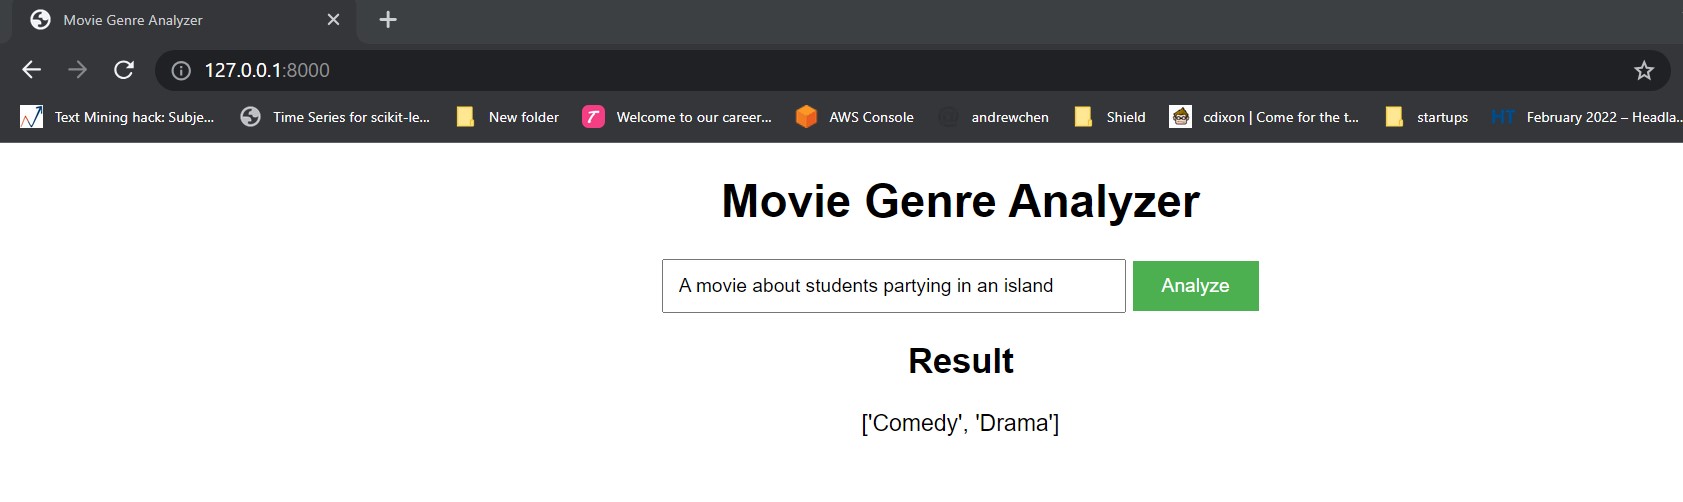 Movie Genre Analyzer
127.0.0.1:8000
Text Mining hack: Subje... Time Series for scikit-le... New folder Welcome to our career... AWS Console andrewchen Shield cdixon | Come for the t... startups HT February 2022 – Headla...
Movie Genre Analyzer
A movie about students partying in an island Analyze
Result
['Comedy', 'Drama']